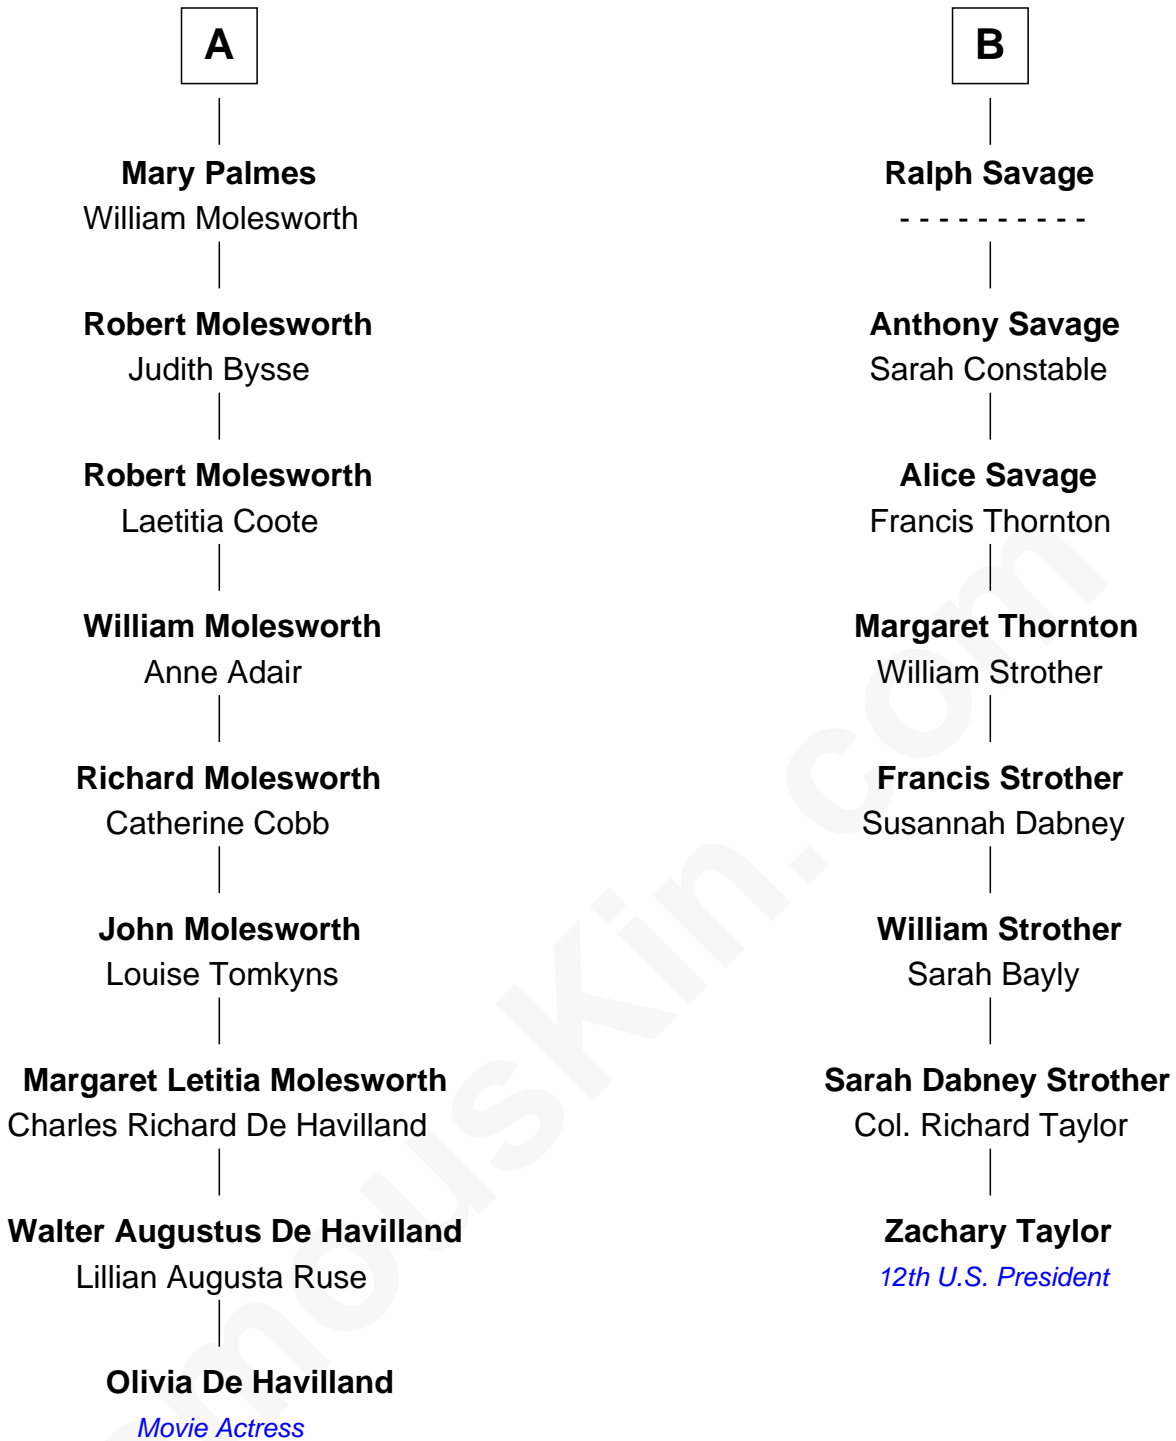 A
Mary Palmes
William Molesworth
Robert Molesworth
Judith Bysse
Robert Molesworth
Laetitia Coote
William Molesworth
Anne Adair
Richard Molesworth
Catherine Cobb
John Molesworth
Louise Tomkyns
Margaret Letitia Molesworth
Charles Richard De Havilland
Walter Augustus De Havilland
Lillian Augusta Ruse
Olivia De Havilland
Movie Actress
B
Ralph Savage
- - - - - - - - - -
Anthony Savage
Sarah Constable
Alice Savage
Francis Thornton
Margaret Thornton
William Strother
Francis Strother
Susannah Dabney
William Strother
Sarah Bayly
Sarah Dabney Strother
Col. Richard Taylor
Zachary Taylor
12th U.S. President
omousKin.com